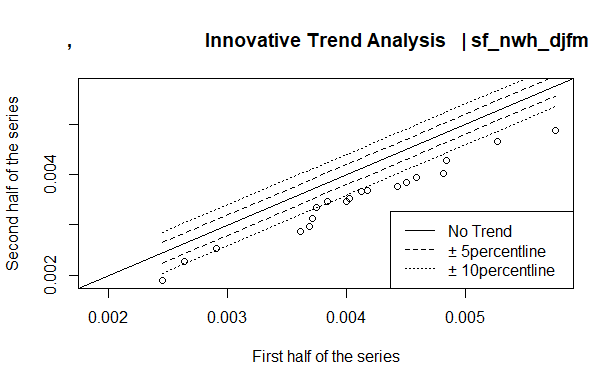 , Innovative Trend Analysis | sf_nwh_djfm
Second half of the series
0.004
0.002
No Trend
± 5percentline
± 10percentline
0.002 0.003 0.004 0.005
First half of the series